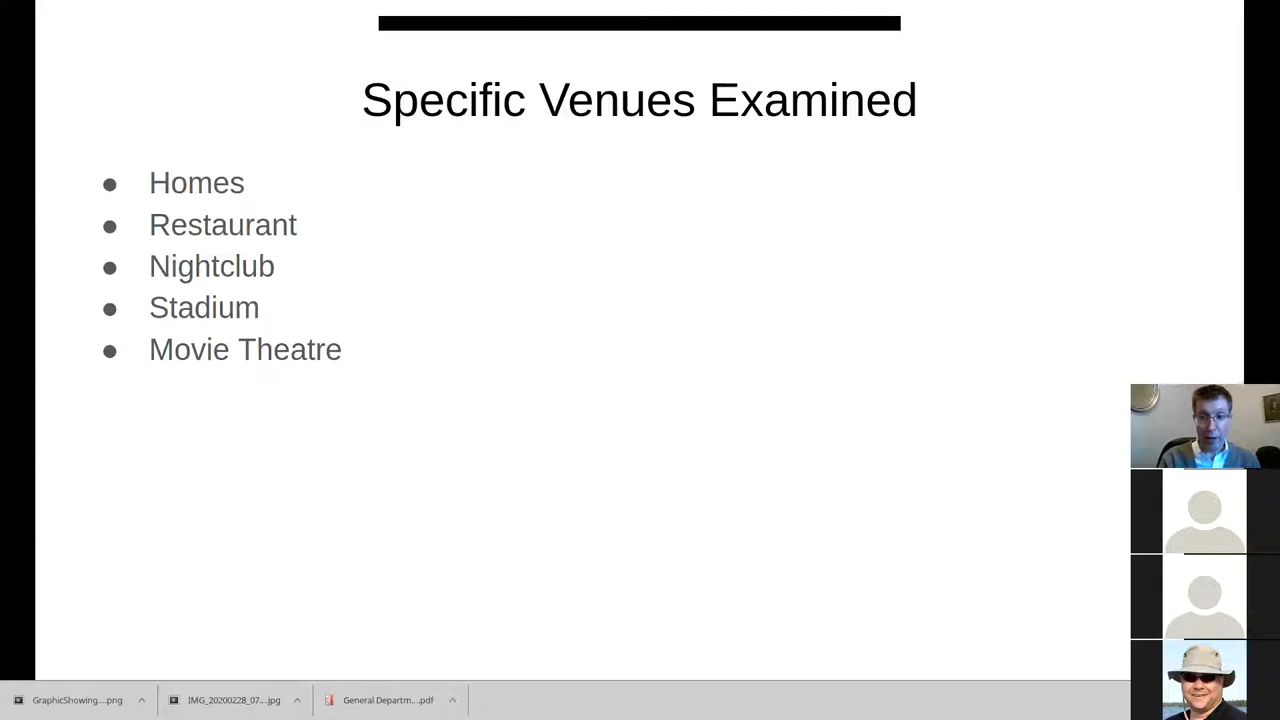 Specific Venues Examined
● Homes
● Restaurant
● Nightclub
● Stadium
● Movie Theatre
GraphicShowing....png
IMG_20200228_07...jpg
General Departm...pdf